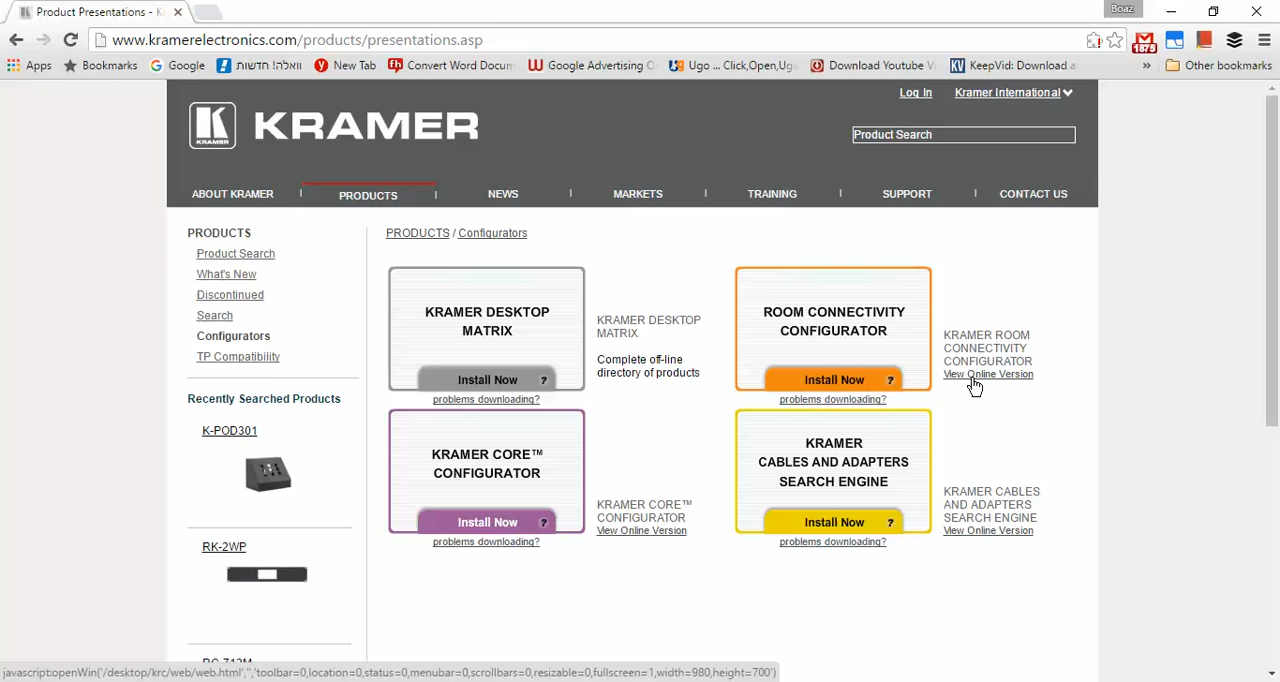 Product Presentations - K
Boaz
www.kramerelectronics.com/products/presentations.asp
1879
Apps Bookmarks Google וואלה! חדשות New Tab Convert Word Docum Google Advertising O Ugo ... Click,Open,Ug Download Youtube V KeepVid: Download a » Other bookmarks
Log In Kramer International
KRAMER
KRAMER
Product Search
ABOUT KRAMER | PRODUCTS | NEWS | MARKETS | TRAINING | SUPPORT | CONTACT US
PRODUCTS
Product Search
What's New
Discontinued
Search
Configurators
TP Compatibility
Recently Searched Products
K-POD301
RK-2WP
PRODUCTS / Configurators
KRAMER DESKTOP
MATRIX
Install Now ?
problems downloading?
KRAMER DESKTOP
MATRIX
Complete off-line
directory of products
ROOM CONNECTIVITY
CONFIGURATOR
Install Now ?
problems downloading?
KRAMER ROOM
CONNECTIVITY
CONFIGURATOR
View Online Version
KRAMER CORE™
CONFIGURATOR
Install Now ?
problems downloading?
KRAMER CORE™
CONFIGURATOR
View Online Version
KRAMER
CABLES AND ADAPTERS
SEARCH ENGINE
Install Now ?
problems downloading?
KRAMER CABLES
AND ADAPTERS
SEARCH ENGINE
View Online Version
javascript:openWin('/desktop/krc/web/web.html','','toolbar=0,location=0,status=0,menubar=0,scrollbars=0,resizable=0,fullscreen=1,width=980,height=700')